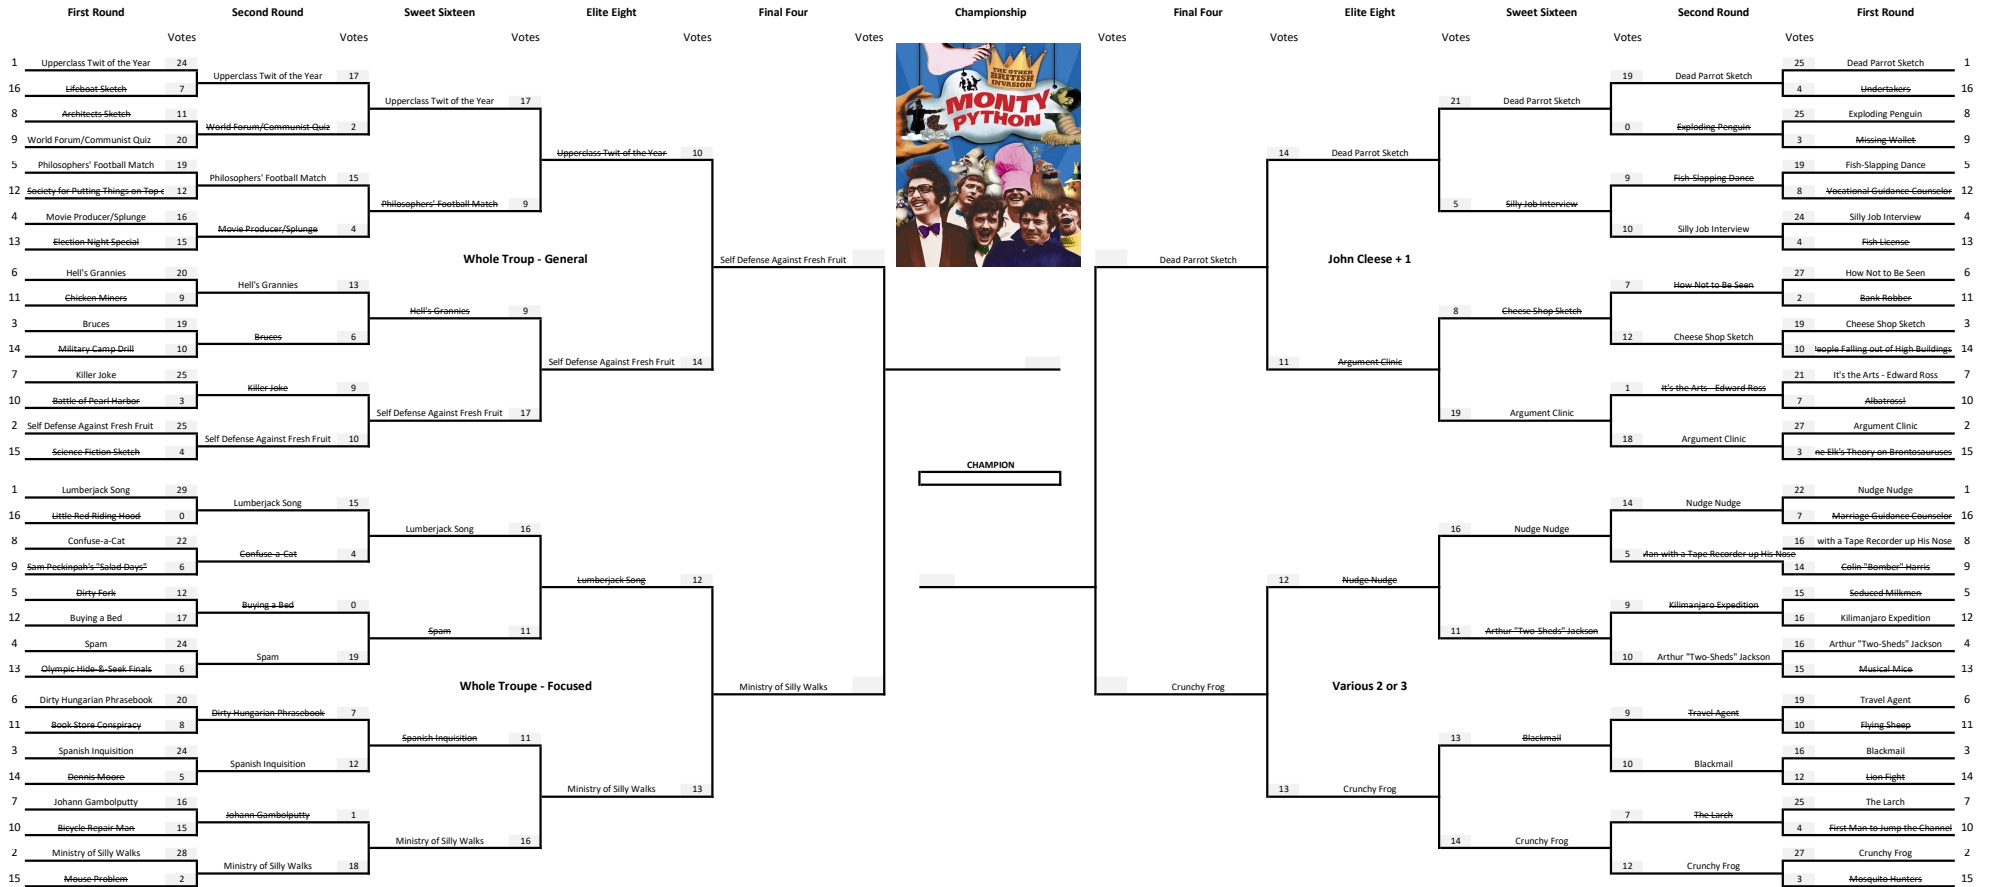 First Round Second Round Sweet Sixteen Elite Eight Final Four Championship Final Four Elite Eight Sweet Sixteen Second Round First Round
Votes Votes Votes Votes Votes Votes Votes Votes Votes Votes
1 Upperclass Twit of the Year 24
16 Lifeboat Sketch 7
8 Architects Sketch 11
9 World Forum/Communist Quiz 20
5 Philosophers' Football Match 19
12 Society for Putting Things on Top 12
4 Movie Producer/Splunge 16
13 Election Night Special 15
6 Hell's Grannies 20
11 Chicken Miners 9
3 Bruces 19
14 Military Camp Drill 10
7 Killer Joke 25
10 Battle of Pearl Harbor 3
2 Self Defense Against Fresh Fruit 25
15 Science Fiction Sketch 4
1 Lumberjack Song 29
16 Little Red Riding Hood 0
8 Confuse-a-Cat 22
9 Sam Peckinpah's "Salad Days" 6
5 Dirty Fork 12
12 Buying a Bed 17
4 Spam 24
13 Olympic Hide-&-Seek Finals 6
6 Dirty Hungarian Phrasebook 20
11 Book Store Conspiracy 8
3 Spanish Inquisition 24
14 Dennis Moore 5
7 Johann Gambolputty 16
10 Bicycle Repair Man 15
2 Ministry of Silly Walks 28
15 Mouse Problem 2
Upperclass Twit of the Year 17
World Forum/Communist Quiz 2
Philosophers' Football Match 15
Movie Producer/Splunge 4
Hell's Grannies 13
Bruces 6
Killer Joke 9
Self Defense Against Fresh Fruit 10
Lumberjack Song 15
Confuse-a-Cat 4
Buying a Bed 0
Spam 19
Dirty Hungarian Phrasebook 7
Spanish Inquisition 12
Johann Gambolputty 1
Ministry of Silly Walks 18
Upperclass Twit of the Year 17
Philosophers' Football Match 9
Whole Troup - General
Hell's Grannies 9
Self Defense Against Fresh Fruit 17
Lumberjack Song 16
Spam 11
Whole Troupe - Focused
Spanish Inquisition 11
Ministry of Silly Walks 16
Upperclass Twit of the Year 10
Self Defense Against Fresh Fruit 14
Lumberjack Song 12
Ministry of Silly Walks 13
Self Defense Against Fresh Fruit
Ministry of Silly Walks
THE OTHER
BRITISH
INVASION
MONTY
PYTHON
CHAMPION
Dead Parrot Sketch
Crunchy Frog
14 Dead Parrot Sketch
11 Argument Clinic
12 Nudge Nudge
13 Crunchy Frog
John Cleese + 1
Various 2 or 3
21 Dead Parrot Sketch
5 Silly Job Interview
8 Cheese Shop Sketch
19 Argument Clinic
16 Nudge Nudge
11 Arthur "Two-Sheds" Jackson
13 Blackmail
14 Crunchy Frog
19 Dead Parrot Sketch
0 Exploding Penguin
9 Fish-Slapping Dance
10 Silly Job Interview
7 How Not to Be Seen
12 Cheese Shop Sketch
1 It's the Arts - Edward Ross
18 Argument Clinic
14 Nudge Nudge
5 Man with a Tape Recorder up His Nose
9 Kilimanjaro Expedition
10 Arthur "Two-Sheds" Jackson
9 Travel Agent
10 Blackmail
7 The Larch
12 Crunchy Frog
25 Dead Parrot Sketch 1
4 Undertakers 16
25 Exploding Penguin 8
3 Missing Wallet 9
19 Fish-Slapping Dance 5
8 Vocational Guidance Counselor 12
24 Silly Job Interview 4
4 Fish License 13
27 How Not to Be Seen 6
2 Bank Robber 11
19 Cheese Shop Sketch 3
10 eople Falling out of High Buildings 14
21 It's the Arts - Edward Ross 7
7 Albatross! 10
27 Argument Clinic 2
3 ne Elk's Theory on Brontosauruses 15
22 Nudge Nudge 1
7 Marriage Guidance Counselor 16
16 with a Tape Recorder up His Nose 8
14 Colin "Bomber" Harris 9
15 Seduced Milkmen 5
16 Kilimanjaro Expedition 12
16 Arthur "Two-Sheds" Jackson 4
15 Musical Mice 13
19 Travel Agent 6
10 Flying Sheep 11
16 Blackmail 3
12 Lion Fight 14
25 The Larch 7
4 First Man to Jump the Channel 10
27 Crunchy Frog 2
3 Mosquito Hunters 15